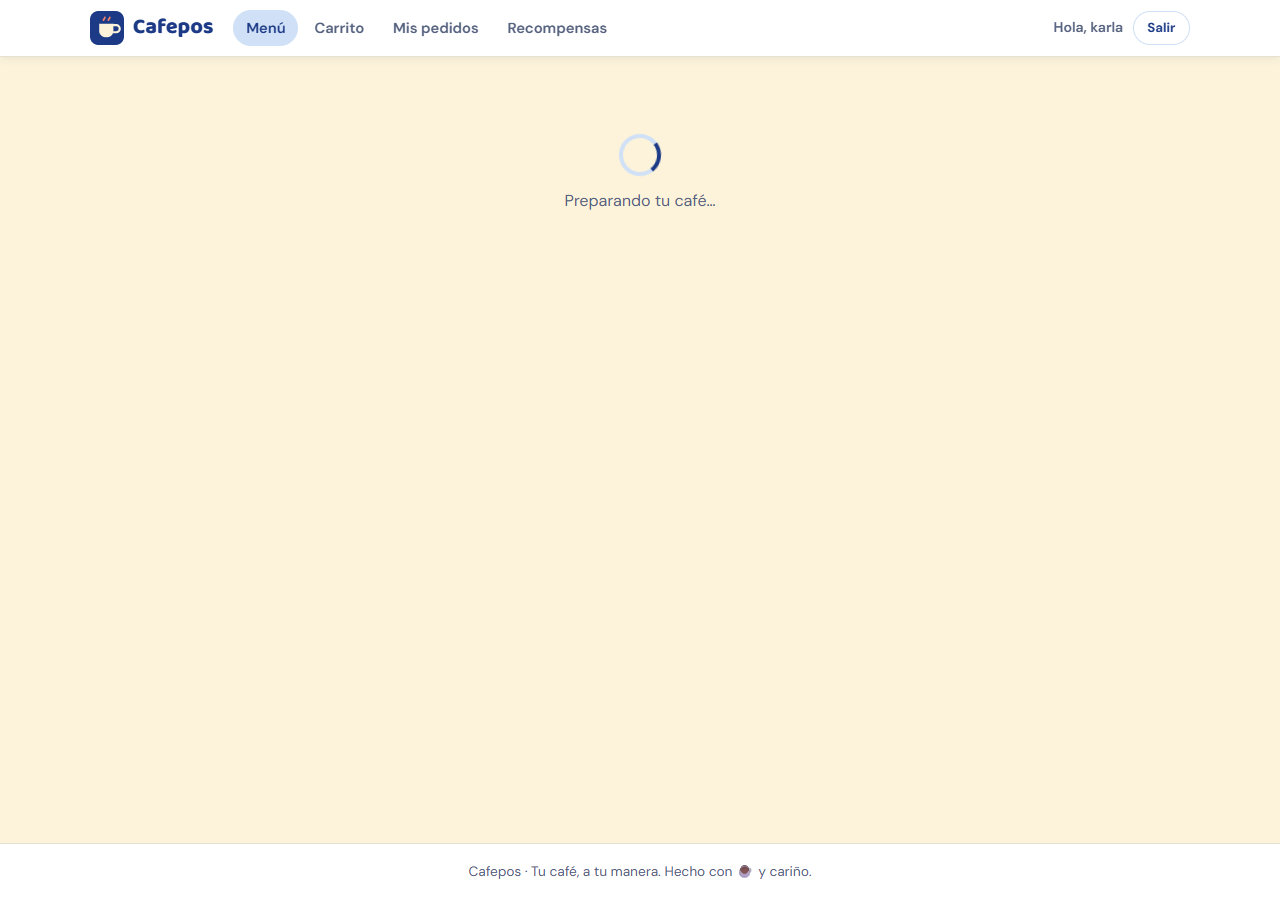 Cafepos
Menú
Carrito
Mis pedidos
Recompensas
Hola, karla
Salir
Preparando tu café…
Cafepos · Tu café, a tu manera. Hecho con y cariño.